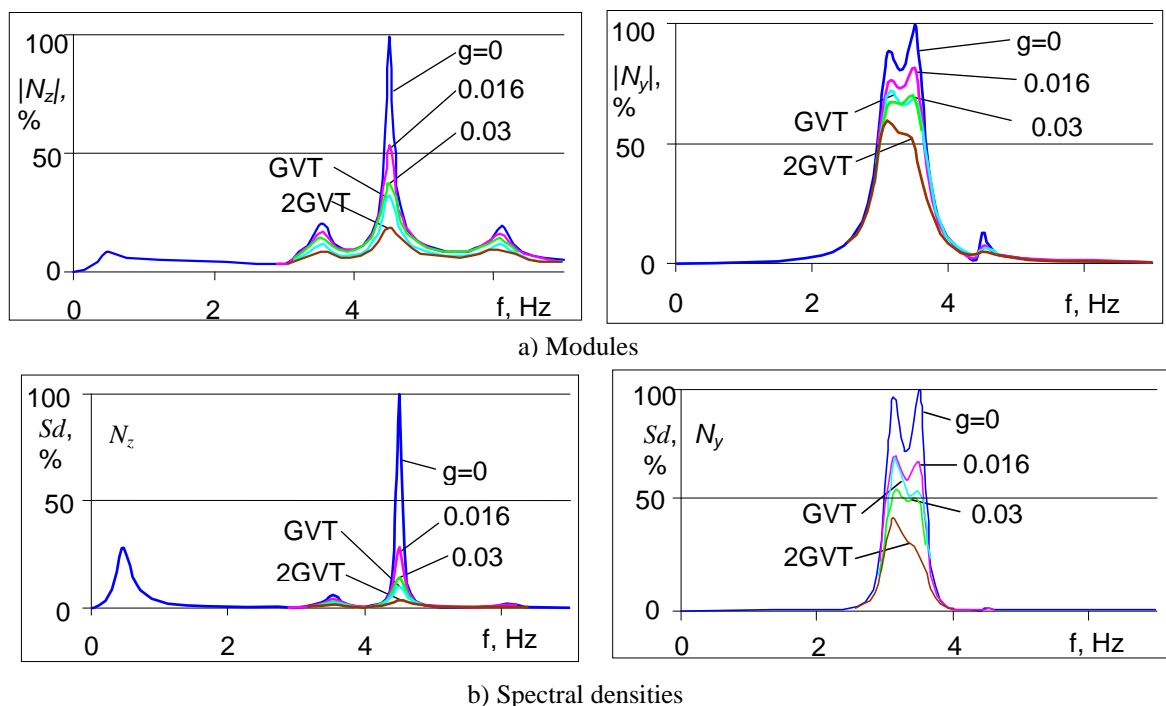 100
|Nz|,
%
50
0
g=0
0.016
0.03
GVT
2GVT
0 2 4 f, Hz
100
|Ny|,
%
50
0
g=0
0.016
GVT
0.03
2GVT
0 2 4 f, Hz
a) Modules
100
Sd,
%
Nz
50
0
g=0
0.016
GVT
0.03
2GVT
0 2 4 f, Hz
100
Sd,
%
Ny
50
0
g=0
0.016
GVT
0.03
2GVT
0 2 4 f, Hz
b) Spectral densities